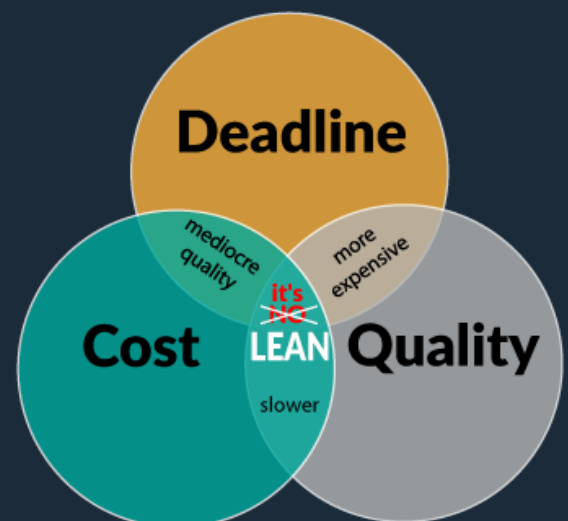 Deadline
mediocre
quality
more
expensive
it's
NO
LEAN
Cost
Quality
slower